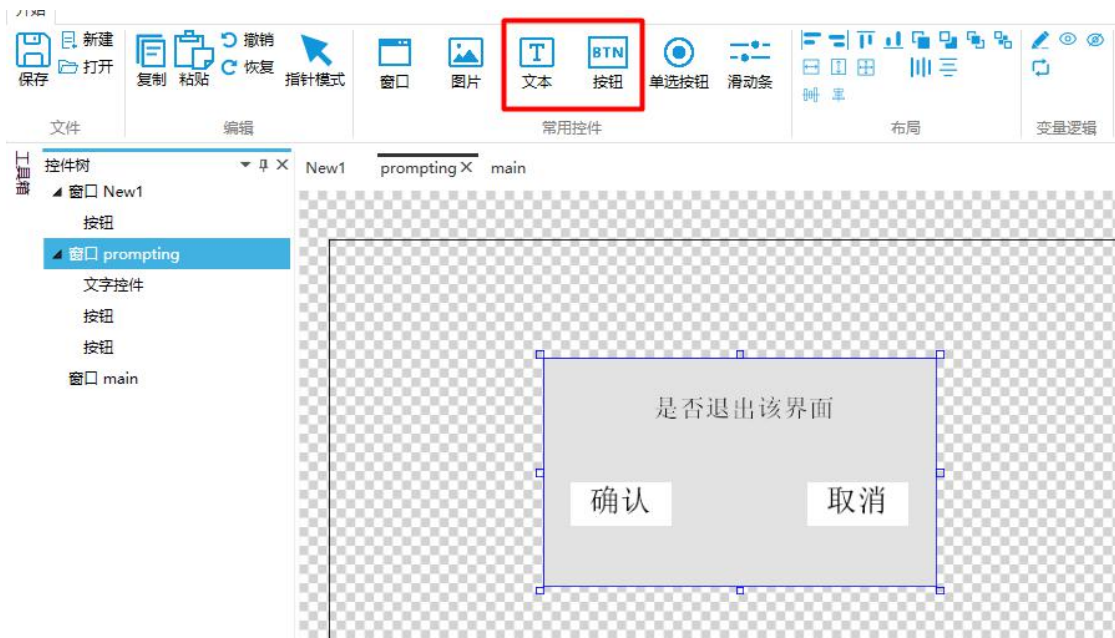 开始
保存
新建
打开
复制
粘贴
撤销
恢复
指针模式
窗口
图片
T
文本
BTN
按钮
单选按钮
滑动条
文件
编辑
常用控件
布局
变量逻辑
工具箱
控件树
窗口 New1
按钮
窗口 prompting
文字控件
按钮
按钮
窗口 main
New1 prompting main
是否退出该界面
确认 取消